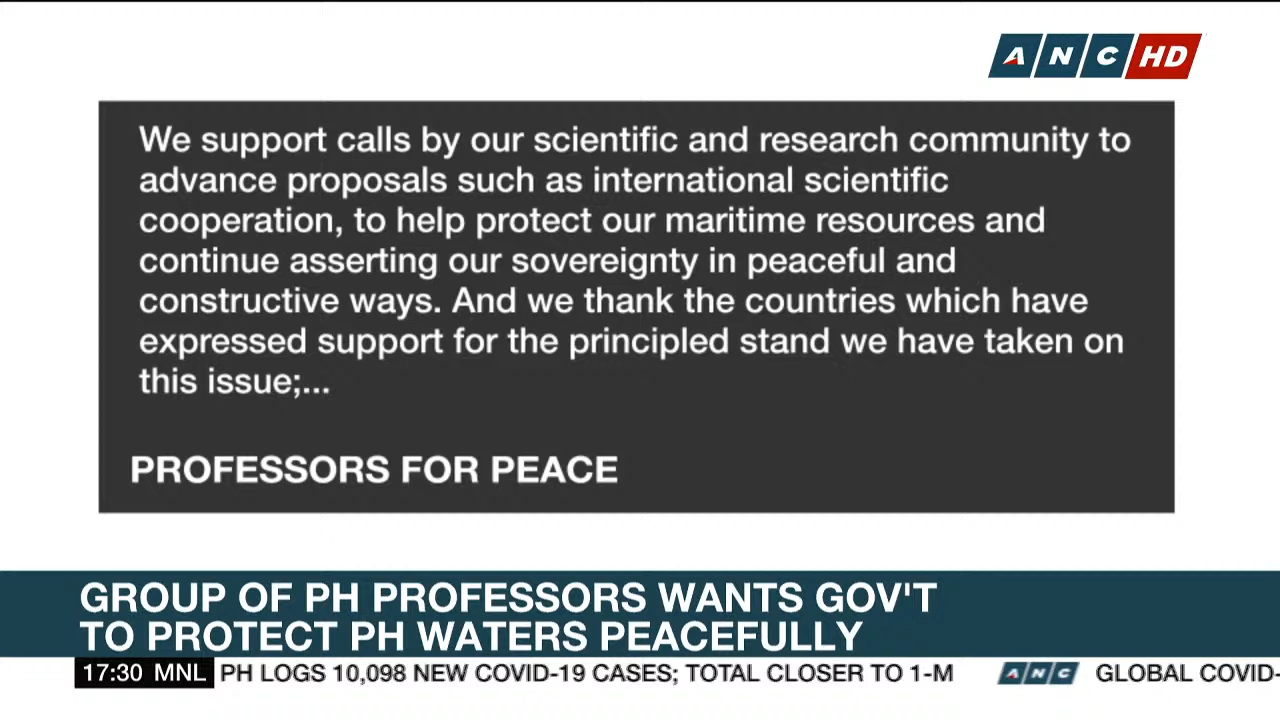 ANC HD
We support calls by our scientific and research community to
advance proposals such as international scientific
cooperation, to help protect our maritime resources and
continue asserting our sovereignty in peaceful and
constructive ways. And we thank the countries which have
expressed support for the principled stand we have taken on
this issue;...
PROFESSORS FOR PEACE
GROUP OF PH PROFESSORS WANTS GOV'T
TO PROTECT PH WATERS PEACEFULLY
17:30 MNL PH LOGS 10,098 NEW COVID-19 CASES; TOTAL CLOSER TO 1-M ANC GLOBAL COVID-